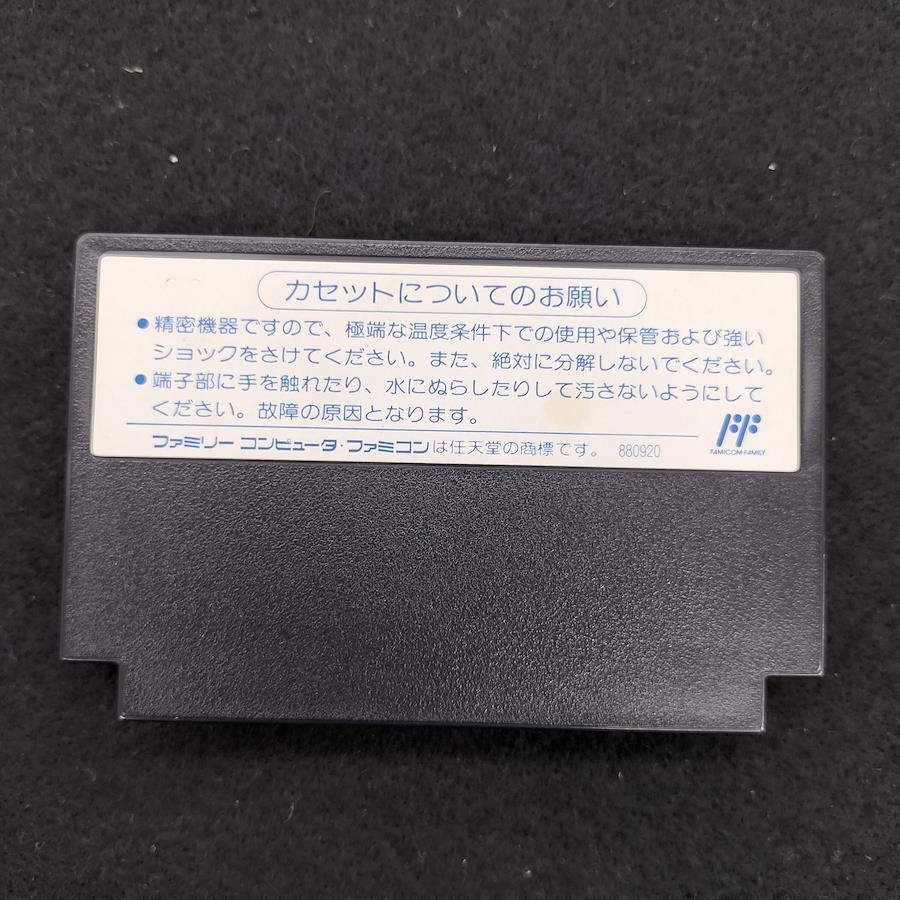 カセットについてのお願い
●精密機器ですので、極端な温度条件下での使用や保管および強い
ショックをさけてください。また、絶対に分解しないでください。
●端子部に手を触れたり、水にぬらしたりして汚さないようにして
ください。故障の原因となります。
ファミリー コンピュータ・ファミコンは任天堂の商標です。 880920
FF
FAMICOM FAMILY